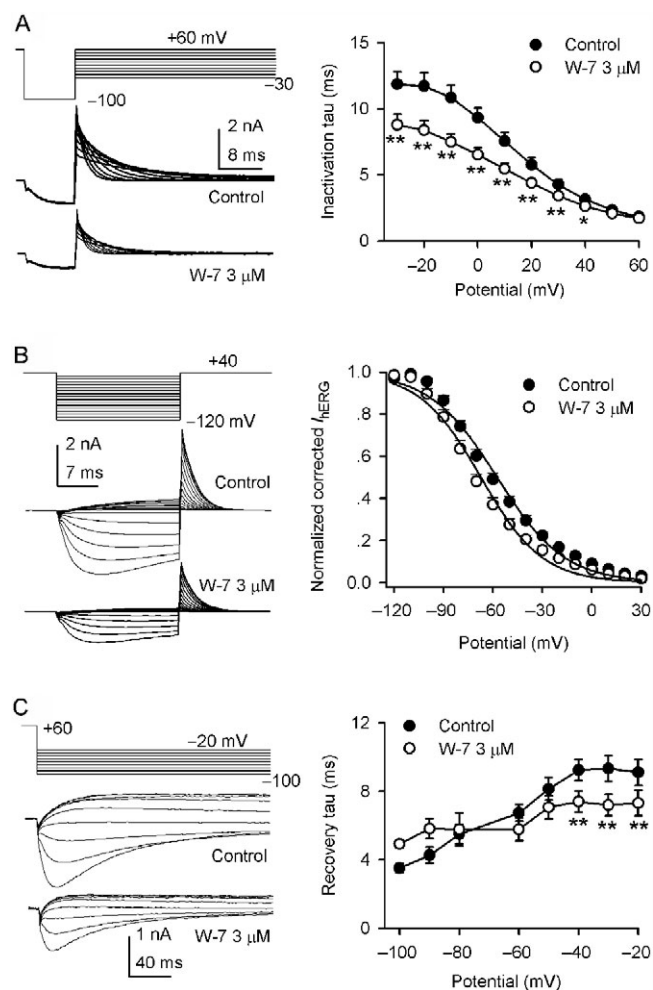 A
+60 mV
−30
−100
2 nA
8 ms
Control
W-7 3 μM
Inactivation tau (ms)
15
10
5
0
Control
W-7 3 μM
** ** ** ** ** ** ** *
−20 0 20 40 60
Potential (mV)
B
+40
−120 mV
2 nA
7 ms
Control
W-7 3 μM
Normalized corrected IhERG
1.0
.8
.6
.4
.2
0.0
Control
W-7 3 μM
−120 −90 −60 −30 0 30
Potential (mV)
C
+60
−20 mV
−100
Control
W-7 3 μM
1 nA
40 ms
Recovery tau (ms)
12
8
4
0
Control
W-7 3 μM
** ** **
−100 −80 −60 −40 −20
Potential (mV)